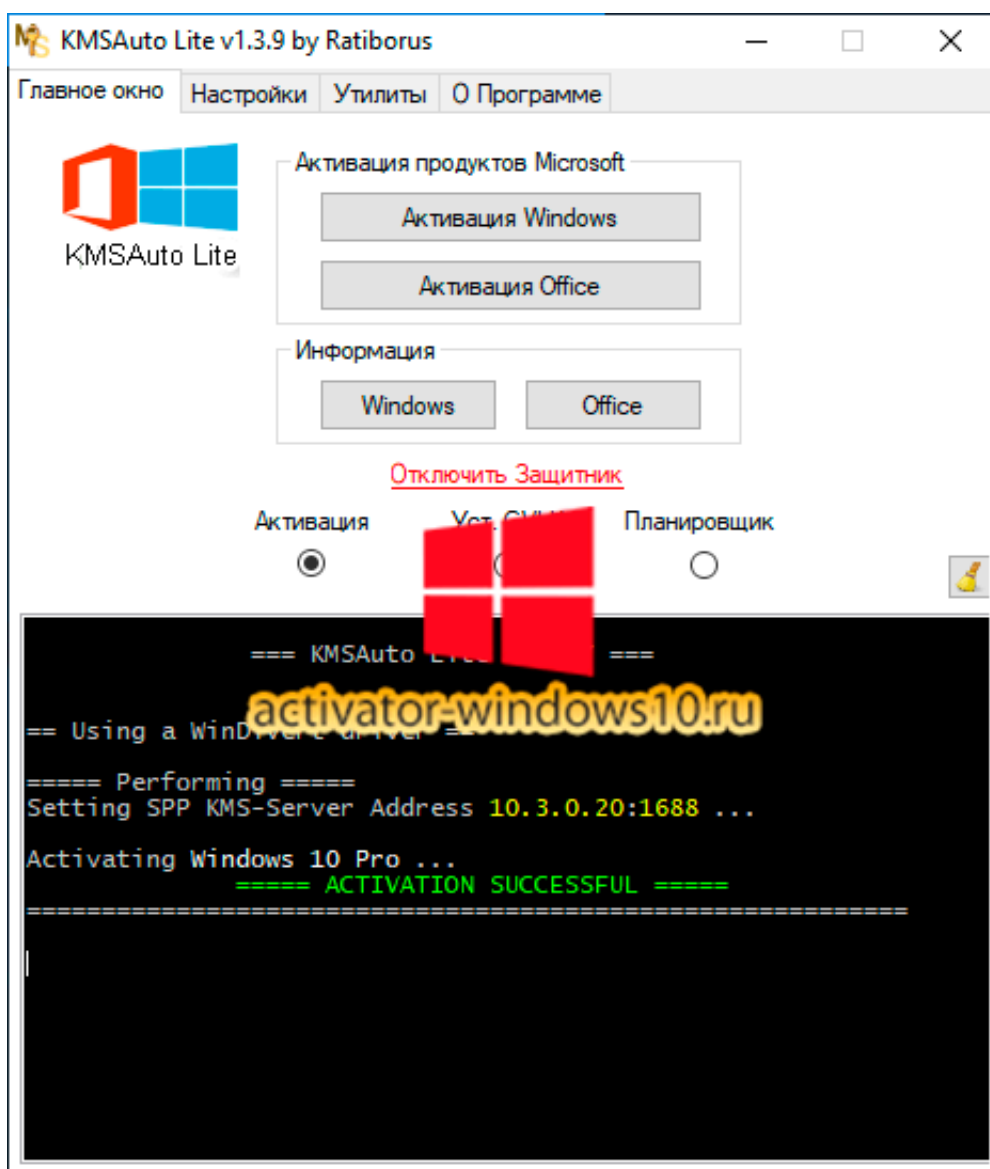 KMSAuto Lite v1.3.9 by Ratiborus
Главное окно Настройки Утилиты О Программе
KMSAuto Lite
Активация продуктов Microsoft
Активация Windows
Активация Office
Информация
Windows Office
Отключить Защитник
Активация Уст. Планировщик
=== KMSAuto ===
activator-windows10.ru
== Using a ==
===== Performing =====
Setting SPP KMS-Server Address 10.3.0.20:1688 ...
Activating Windows 10 Pro ...
===== ACTIVATION SUCCESSFUL =====
===========================================================